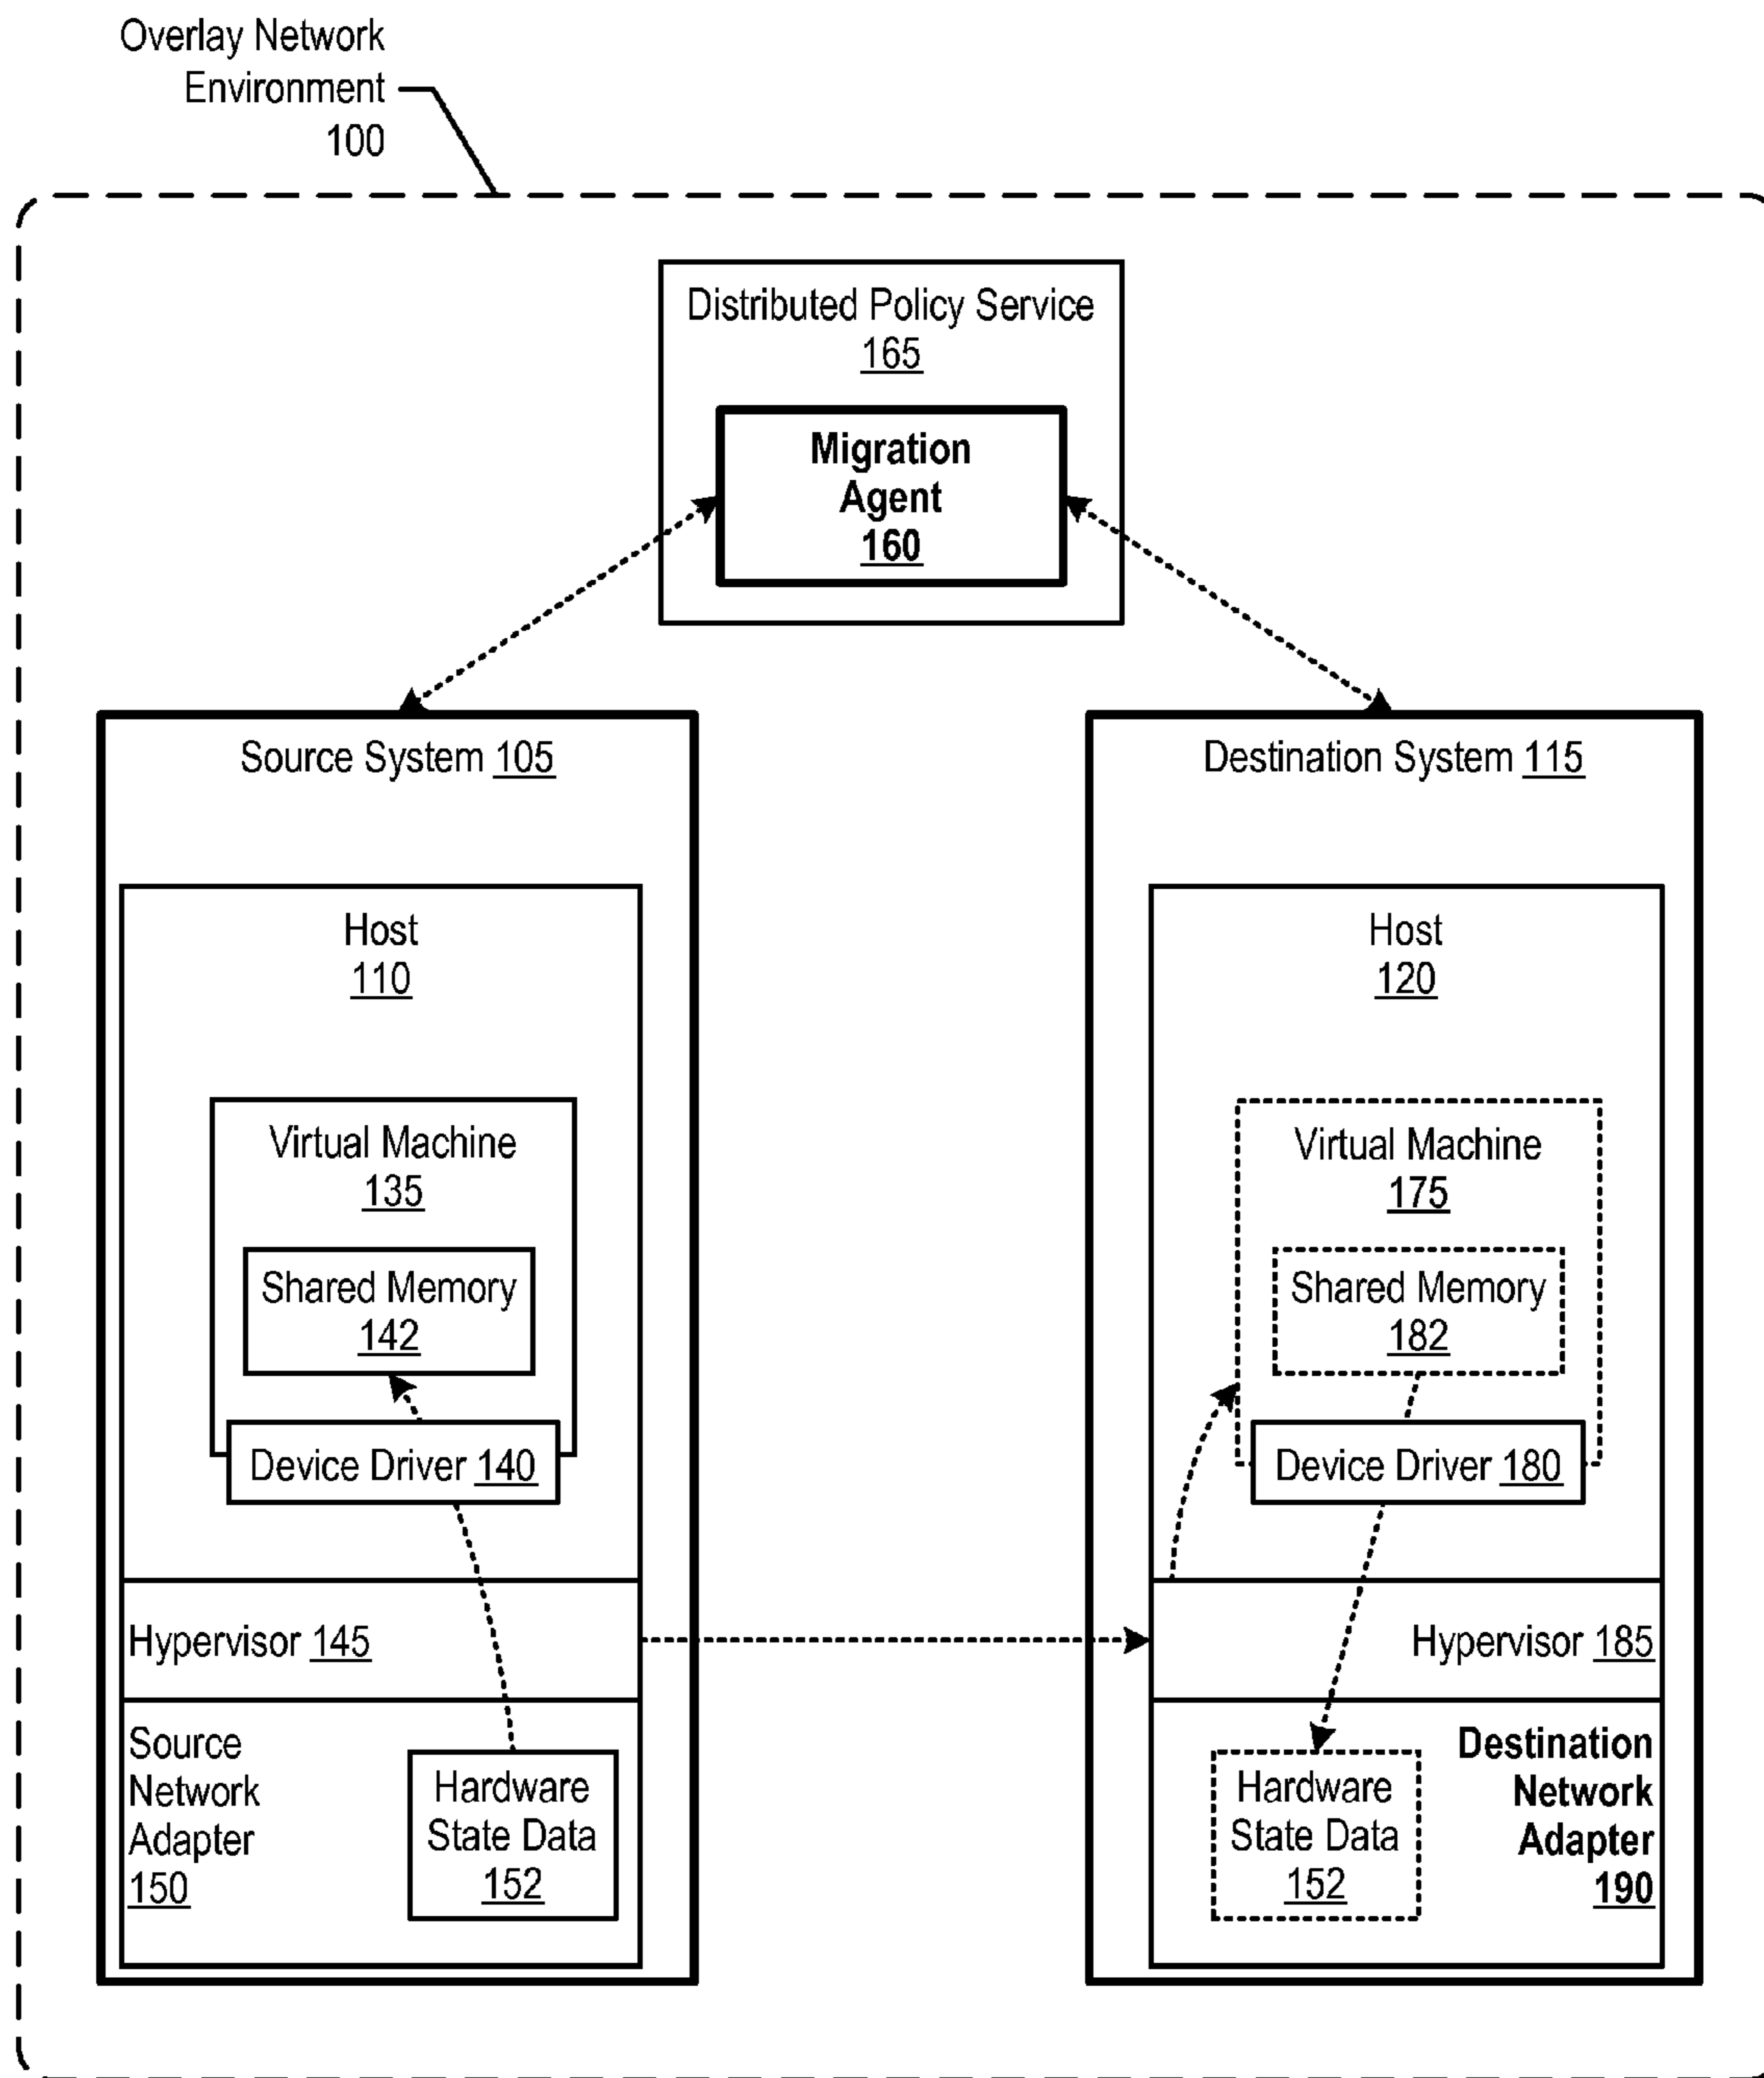 Overlay Network
Environment
100
Distributed Policy Service
165
Migration
Agent
160
Source System 105
Host
110
Virtual Machine
135
Shared Memory
142
Device Driver 140
Hypervisor 145
Source
Network
Adapter
150
Hardware
State Data
152
Destination System 115
Host
120
Virtual Machine
175
Shared Memory
182
Device Driver 180
Hypervisor 185
Hardware
State Data
152
Destination
Network
Adapter
190